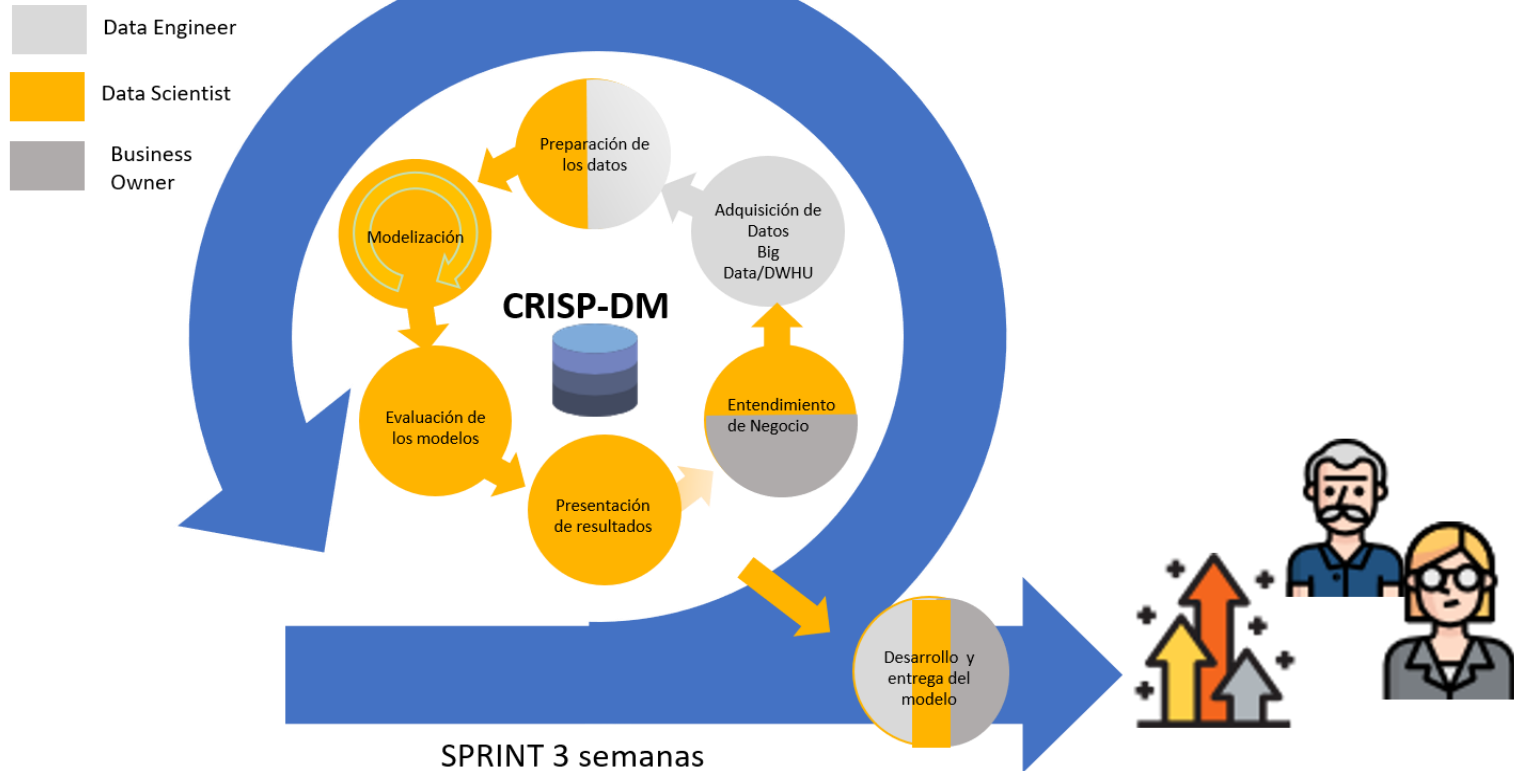 Data Engineer
Data Scientist
Business
Owner
Preparación de
los datos
Adquisición de
Datos
Big
Data/DWHU
Modelización
CRISP-DM
Entendimiento
de Negocio
Evaluación de
los modelos
Presentación
de resultados
Desarrollo y
entrega del
modelo
SPRINT 3 semanas